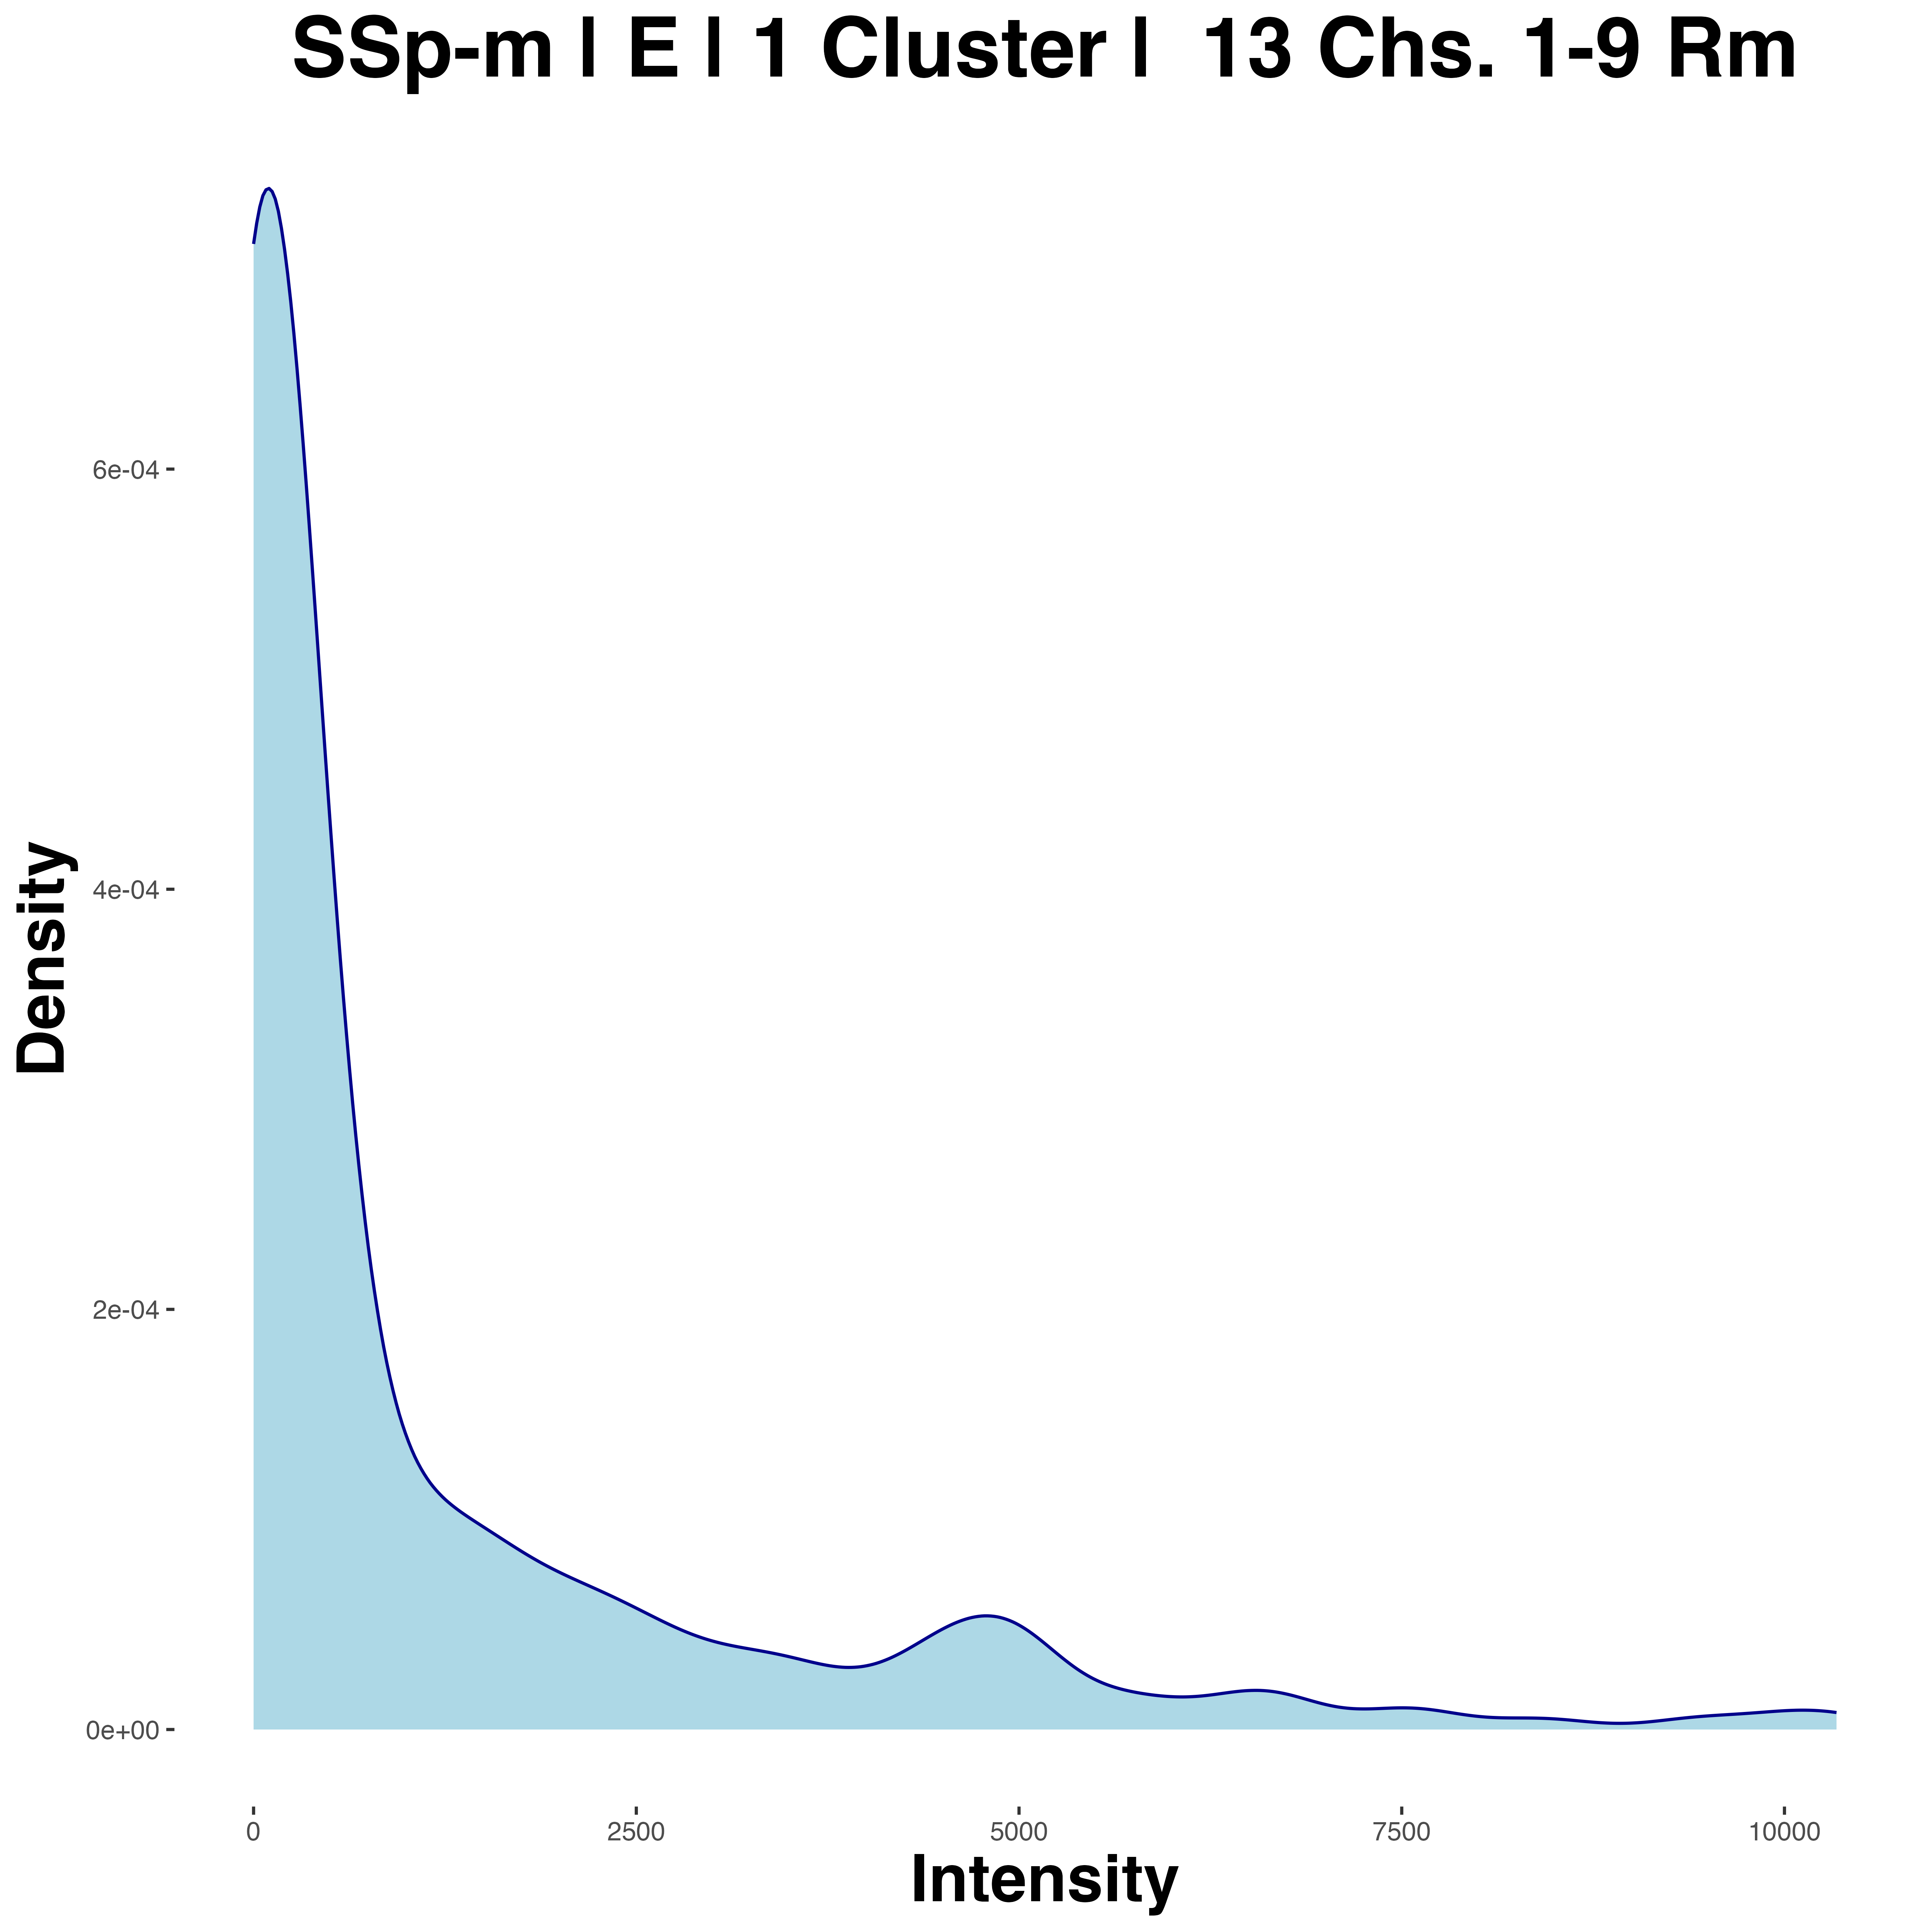 SSp-m | E | 1 Cluster |  13 Chs. 1-9 Rm
Density
6e-04
4e-04
2e-04
0e+00
0 2500 5000 7500 10000
Intensity